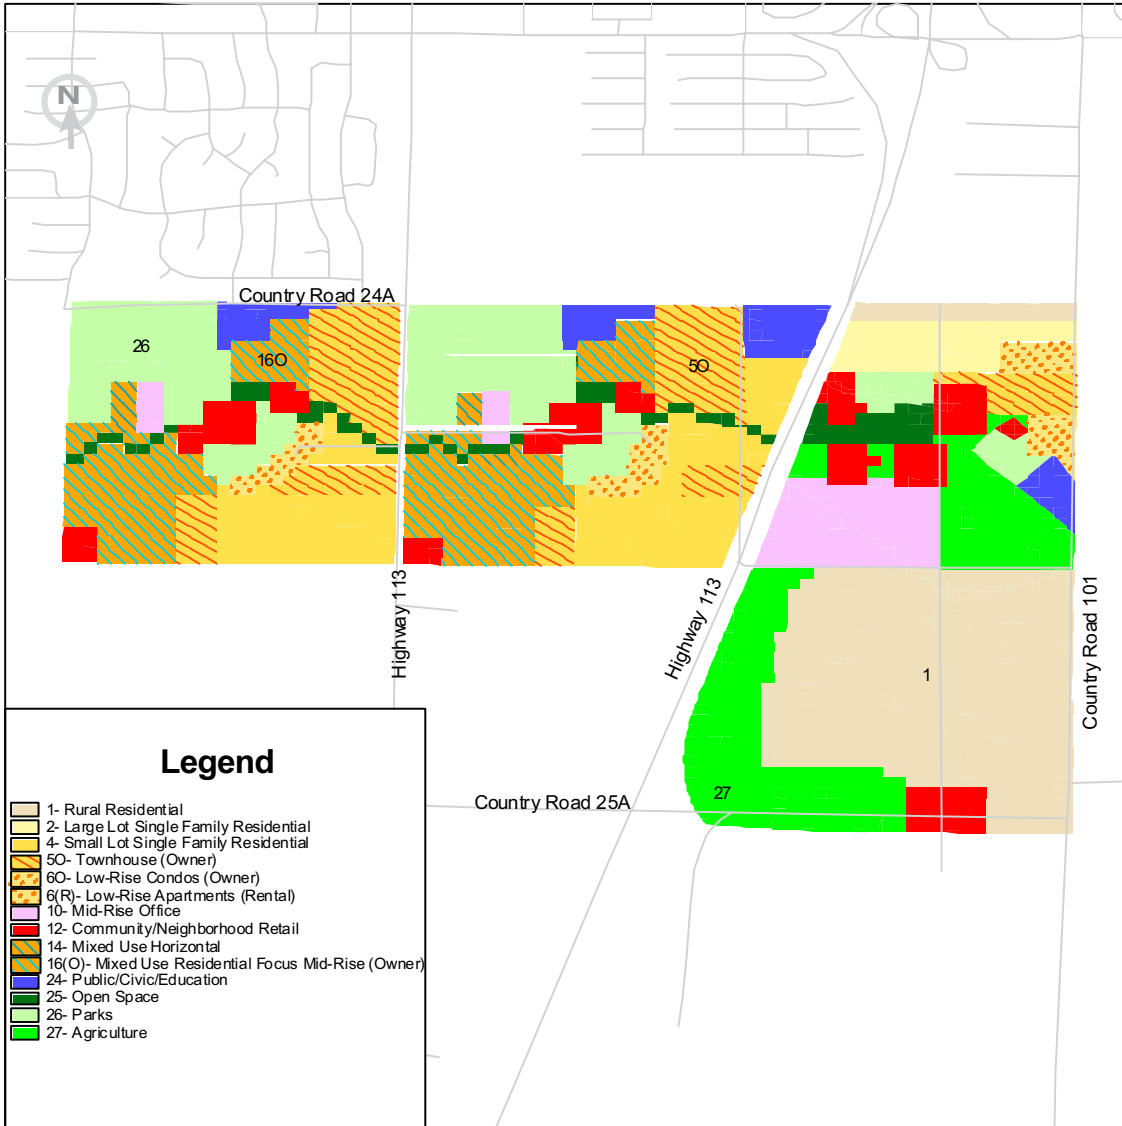 N
Country Road 24A
26
16O
5O
Highway 113
Highway 113
Country Road 101
1
27
Country Road 25A
Legend
1- Rural Residential
2- Large Lot Single Family Residential
4- Small Lot Single Family Residential
5O- Townhouse (Owner)
6O- Low-Rise Condos (Owner)
6(R)- Low-Rise Apartments (Rental)
10- Mid-Rise Office
12- Community/Neighborhood Retail
14- Mixed Use Horizontal
16(O)- Mixed Use Residential Focus Mid-Rise (Owner)
24- Public/Civic/Education
25- Open Space
26- Parks
27- Agriculture